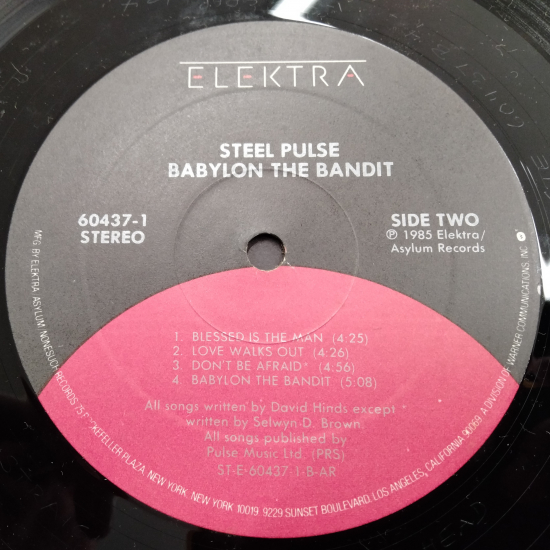 ELEKTRA
STEEL PULSE
BABYLON THE BANDIT
60437-1
STEREO
SIDE TWO
℗ 1985 Elektra/
Asylum Records
1. BLESSED IS THE MAN (4:25)
2. LOVE WALKS OUT (4:26)
3. DON'T BE AFRAID* (4:56)
4. BABYLON THE BANDIT (5:08)
All songs written by David Hinds except *
written by Selwyn D. Brown.
All songs published by
Pulse Music Ltd. (PRS)
ST-E-60437-1-B-AR
MFG. BY ELEKTRA/ASYLUM/NONESUCH RECORDS 75 PLAZA, NEW YORK, NEW YORK 10019. 9229 SUNSET BOULEVARD, LOS ANGELES, CALIFORNIA 90069. A DIVISION OF WARNER COMMUNICATIONS, INC.